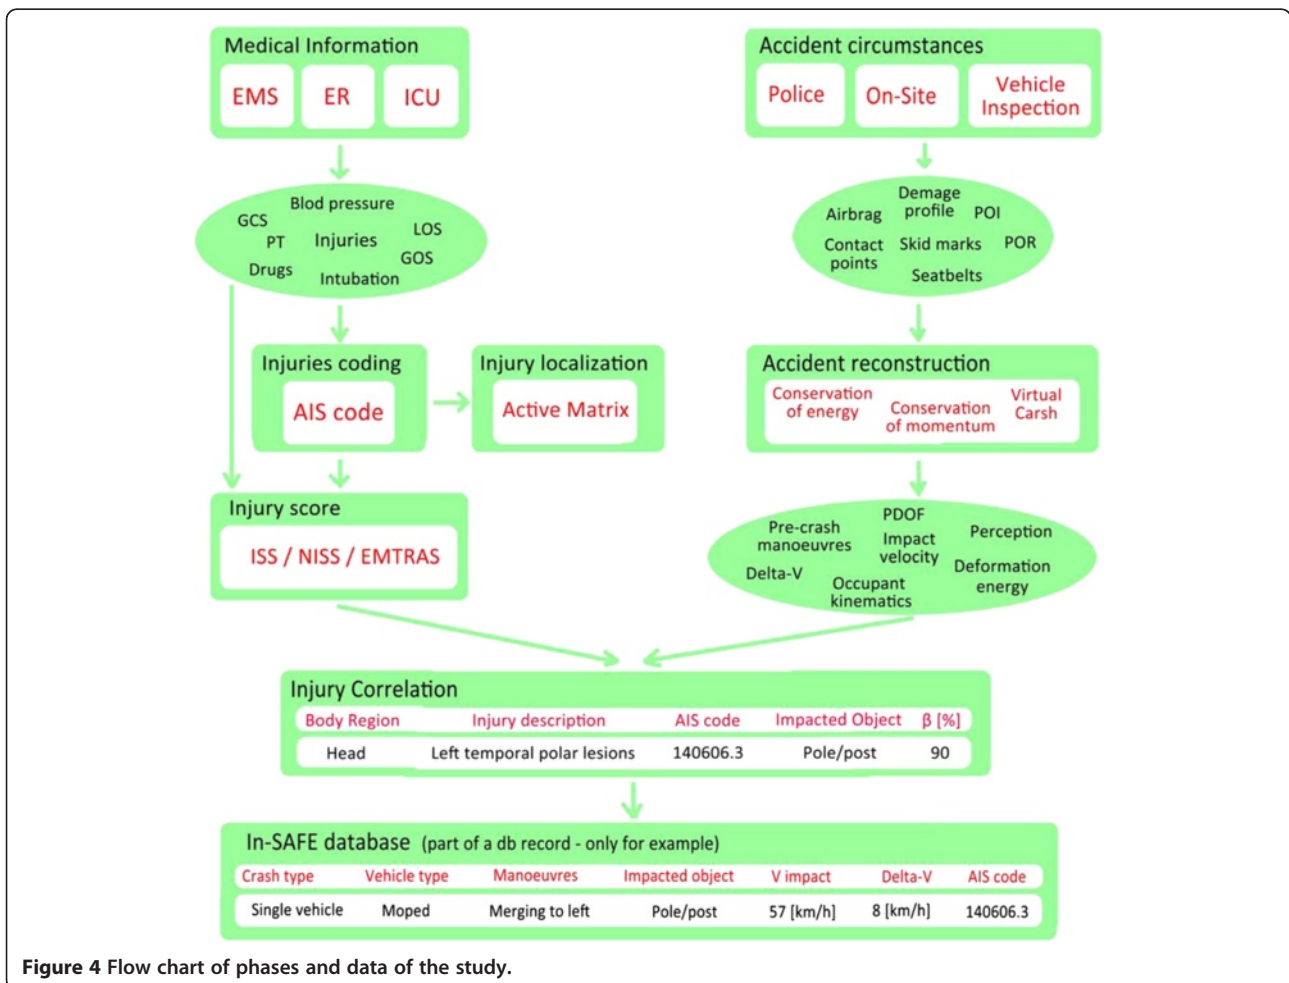 Medical Information
EMS ER ICU
Blod pressure
GCS
LOS
PT
Injuries
GOS
Drugs
Intubation
Injuries coding
AIS code
Injury localization
Active Matrix
Injury score
ISS / NISS / EMTRAS
Accident circumstances
Police On-Site Vehicle
Inspection
Demage
profile
Airbrag
POI
Contact
points
Skid marks
POR
Seatbelts
Accident reconstruction
Conservation
of energy
Conservation
of momentum
Virtual
Carsh
PDOF
Pre-crash
manoeuvres
Impact
velocity
Perception
Delta-V
Occupant
kinematics
Deformation
energy
Injury Correlation
Body Region Injury description AIS code Impacted Object β [%]
Head Left temporal polar lesions 140606.3 Pole/post 90
In-SAFE database (part of a db record - only for example)
Crash type Vehicle type Manoeuvres Impacted object V impact Delta-V AIS code
Single vehicle Moped Merging to left Pole/post 57 [km/h] 8 [km/h] 140606.3
Figure 4 Flow chart of phases and data of the study.